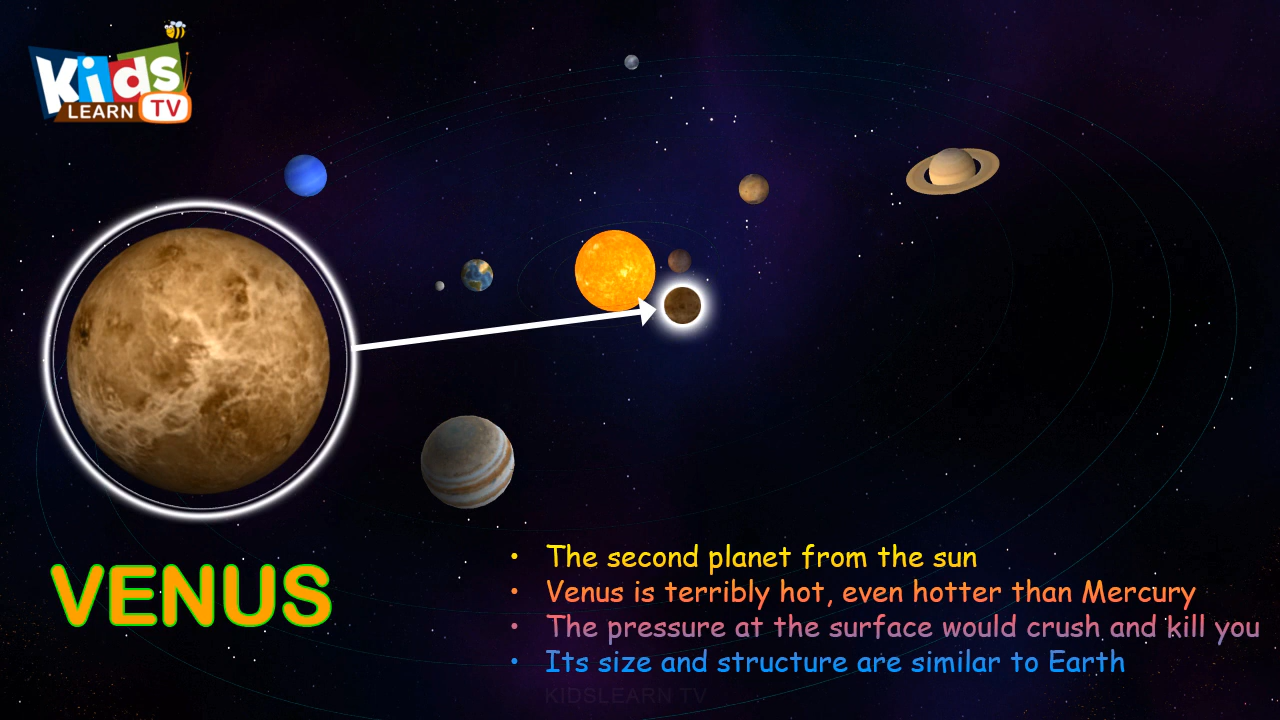 Kids
LEARN TV
VENUS
• The second planet from the sun
• Venus is terribly hot, even hotter than Mercury
• The pressure at the surface would crush and kill you
• Its size and structure are similar to Earth
KIDSLEARN TV